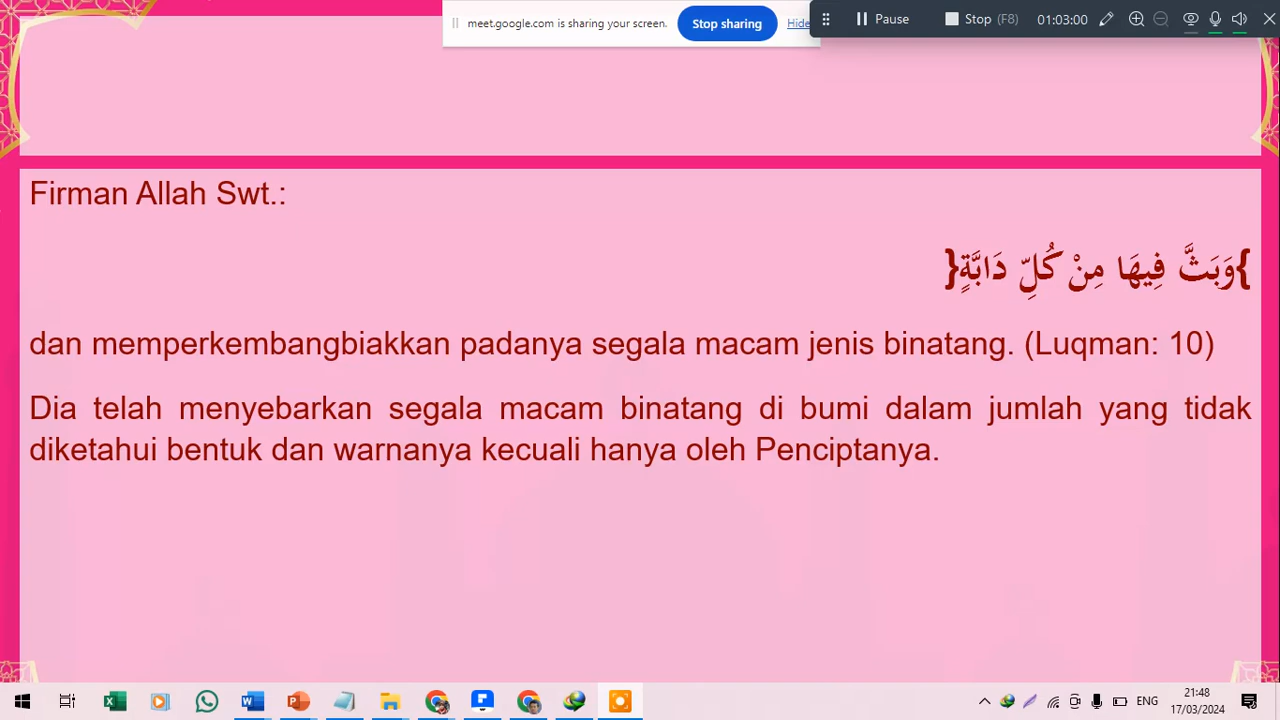 meet.google.com is sharing your screen.
Stop sharing
Hide
Pause
Stop (F8)
01:03:00
Firman Allah Swt.:
}وَبَثَّ فِيهَا مِنْ كُلِّ دَابَّةٍ{
dan memperkembangbiakkan padanya segala macam jenis binatang. (Luqman: 10)
Dia telah menyebarkan segala macam binatang di bumi dalam jumlah yang tidak
diketahui bentuk dan warnanya kecuali hanya oleh Penciptanya.
ENG
21:48
17/03/2024